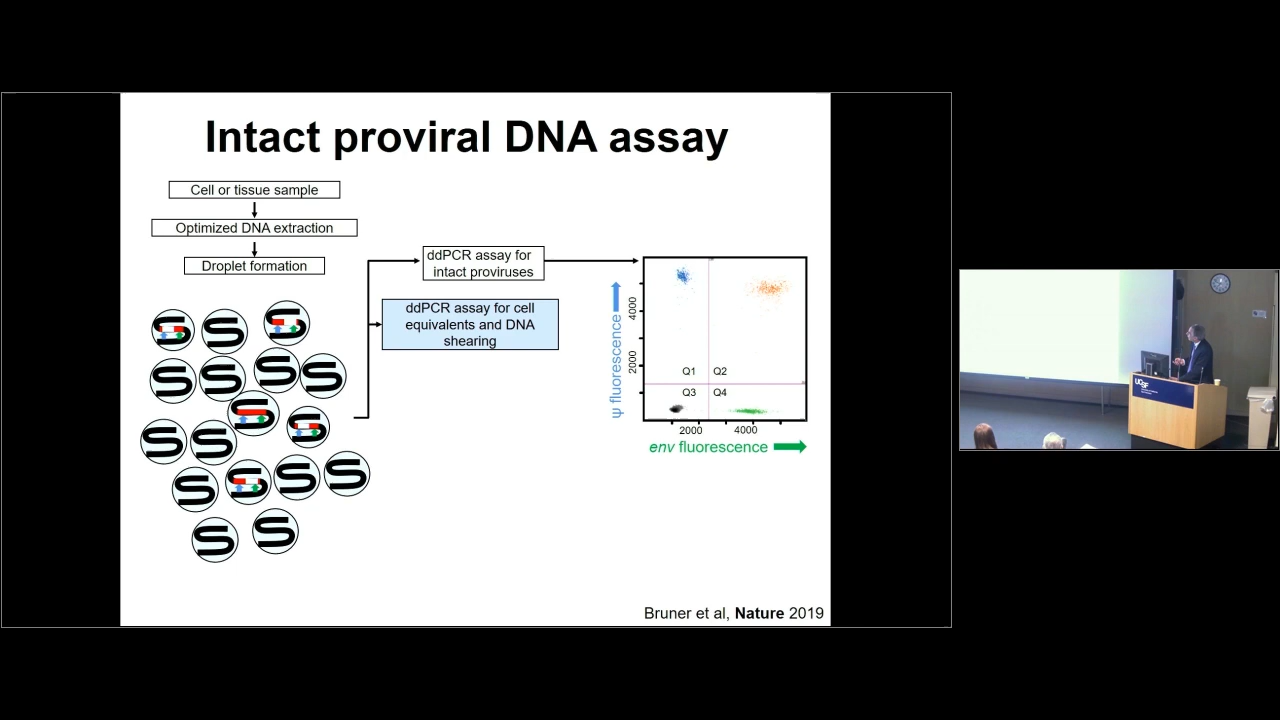 Intact proviral DNA assay
Cell or tissue sample
Optimized DNA extraction
Droplet formation
ddPCR assay for
intact proviruses
ddPCR assay for cell
equivalents and DNA
shearing
Ψ fluorescence
4000
2000
Q1 Q2
Q3 Q4
2000 4000
env fluorescence
Bruner et al, Nature 2019
UCSF